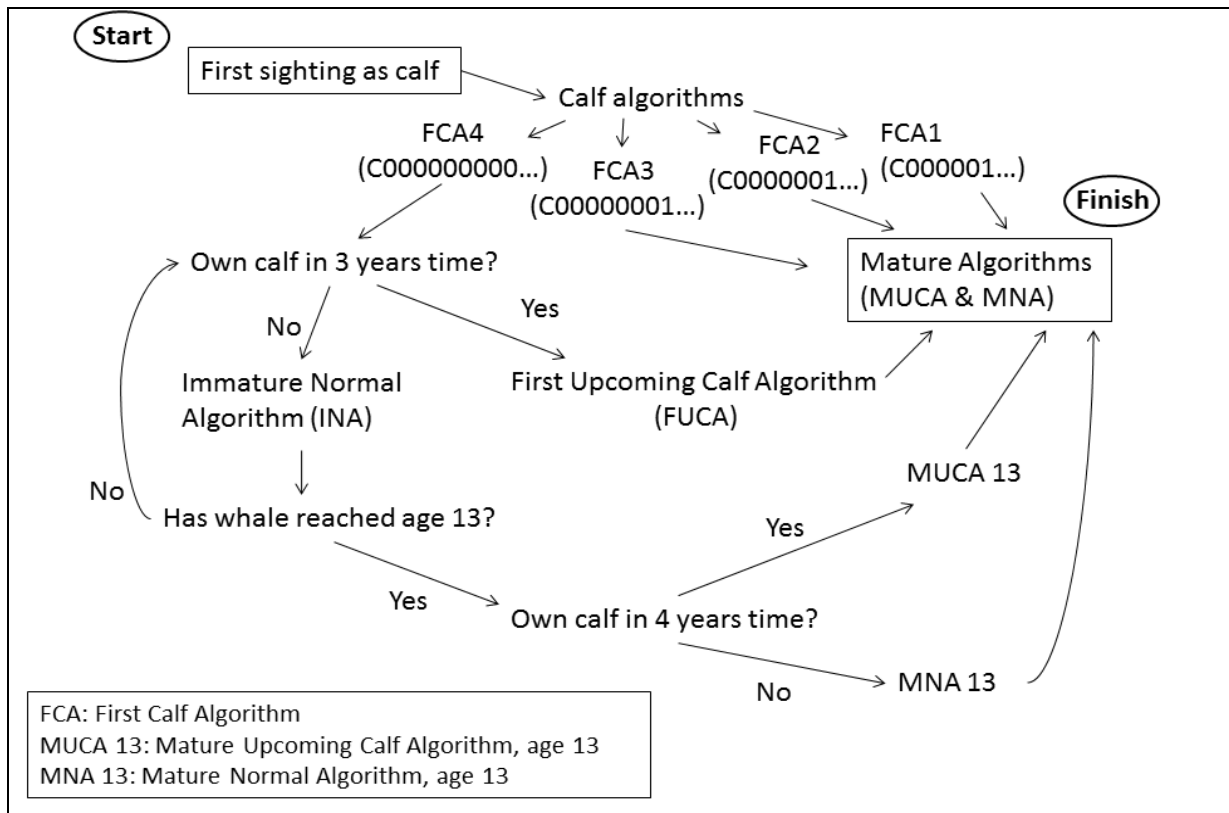 Start
First sighting as calf
Calf algorithms
FCA4
(C000000000...)
FCA3
(C00000001...)
FCA2
(C0000001...)
FCA1
(C000001...)
Finish
Mature Algorithms
(MUCA & MNA)
Own calf in 3 years time?
No
Yes
Immature Normal
Algorithm (INA)
First Upcoming Calf Algorithm
(FUCA)
No
Has whale reached age 13?
MUCA 13
Yes
Yes
Own calf in 4 years time?
No
MNA 13
FCA: First Calf Algorithm
MUCA 13: Mature Upcoming Calf Algorithm, age 13
MNA 13: Mature Normal Algorithm, age 13